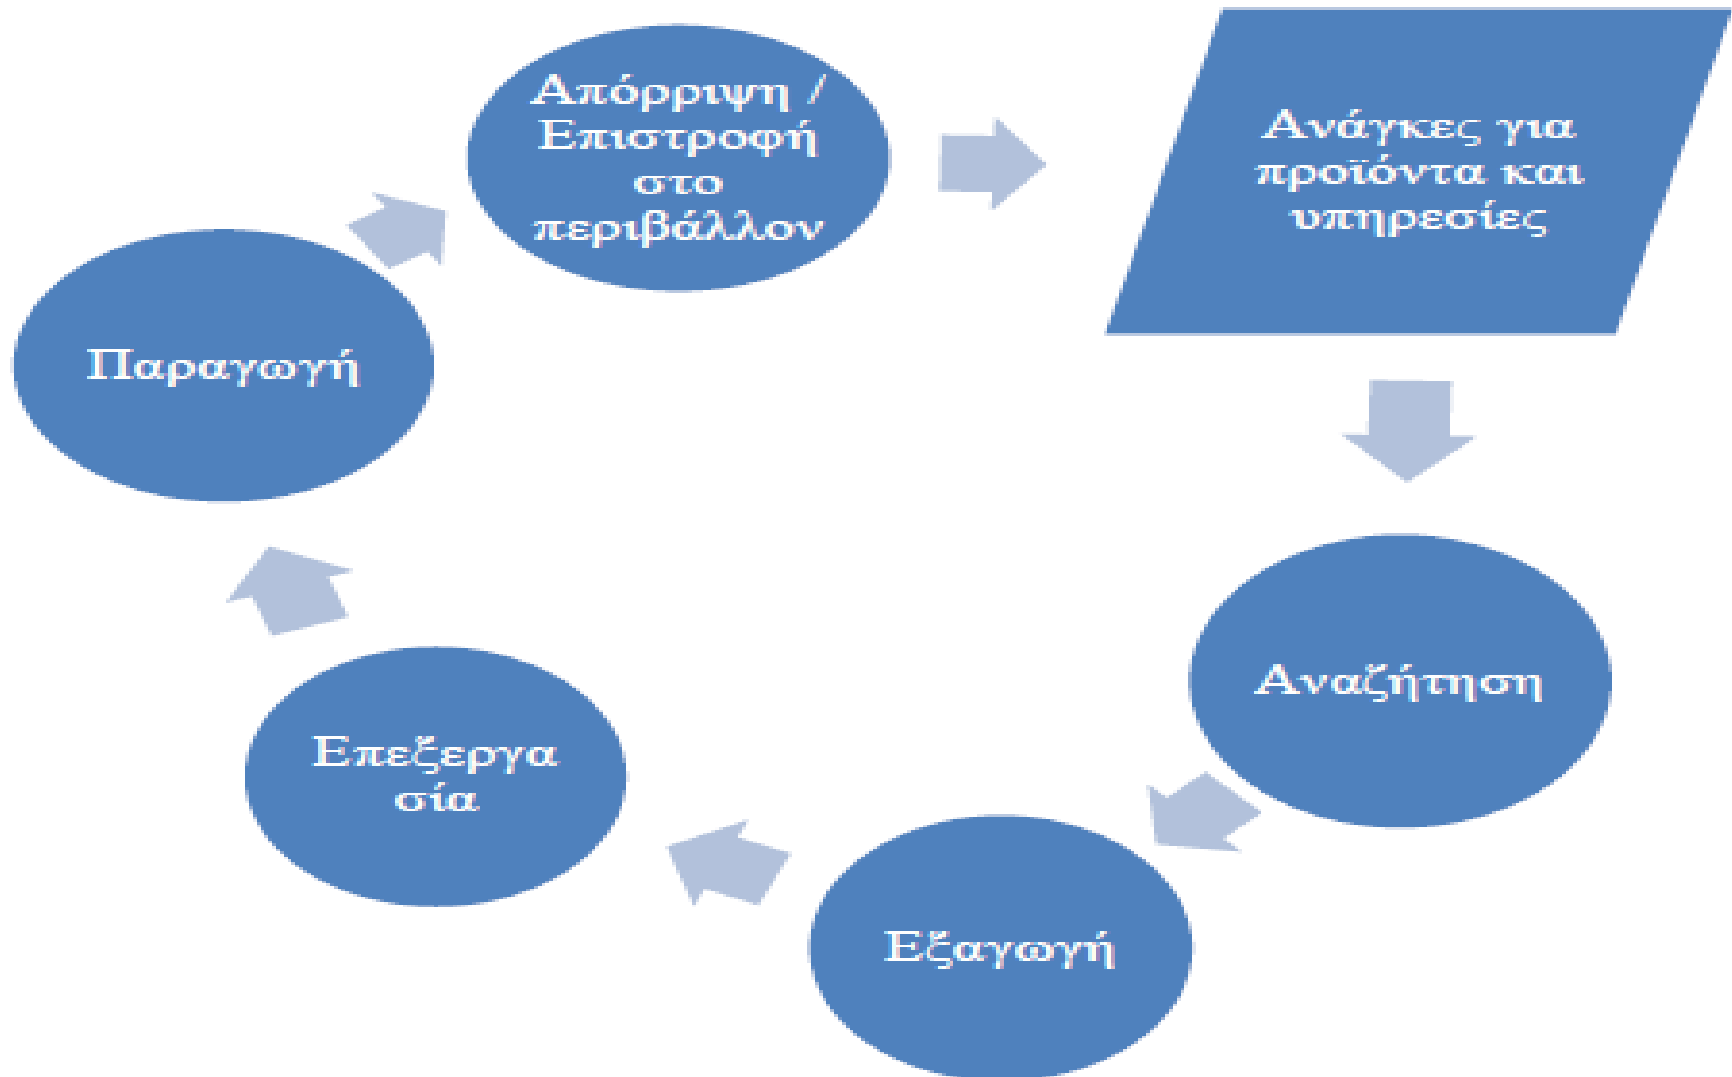 Απόρριψη /
Επιστροφή
στο
περιβάλλον
Ανάγκες για
προϊόντα και
υπηρεσίες
Παραγωγή
Αναζήτηση
Επεξεργα
σία
Εξαγωγή